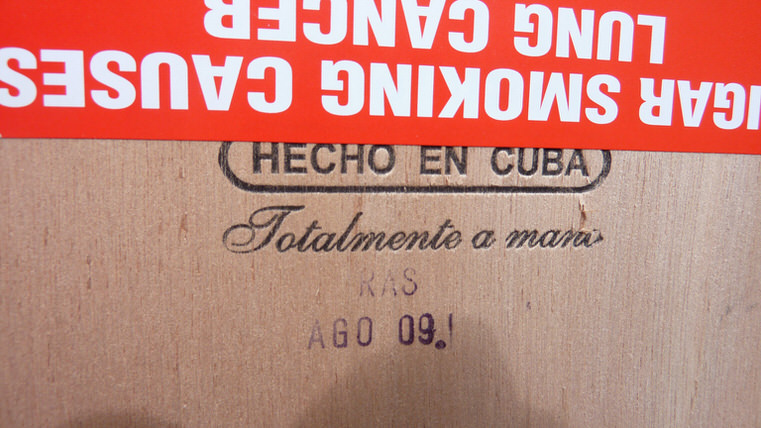 IGAR SMOKING CAUSES
LUNG CANCER
HECHO EN CUBA
Totalmente a mano
RAS
AGO 09.